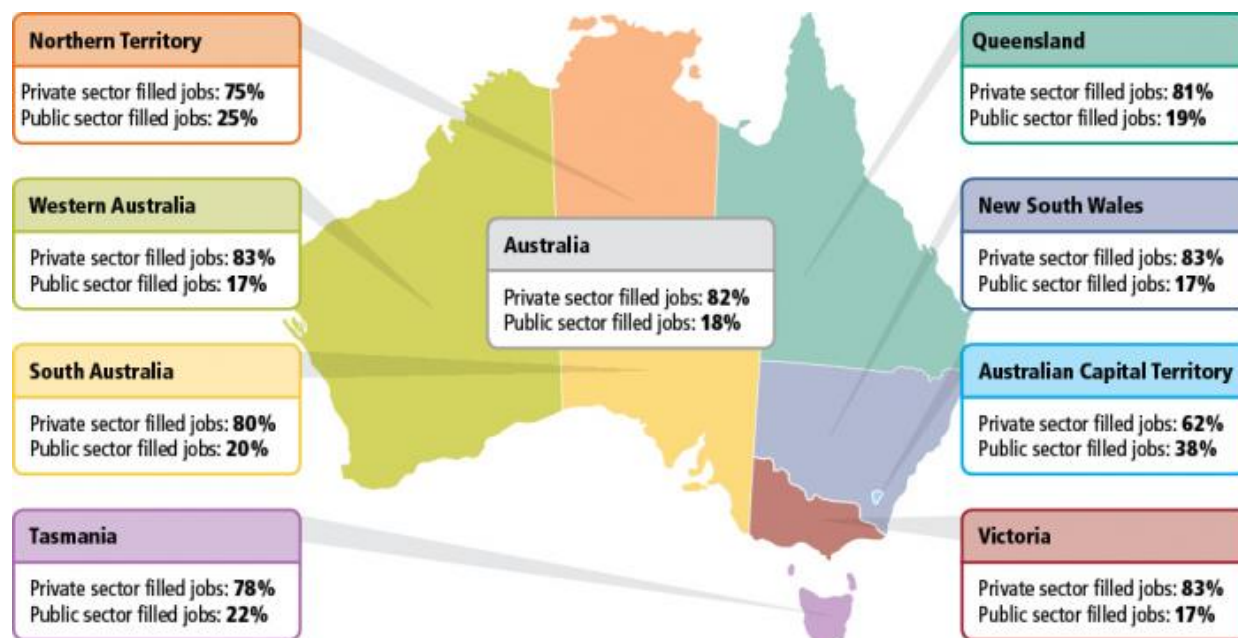 Northern Territory
Private sector filled jobs: 75%
Public sector filled jobs: 25%
Western Australia
Private sector filled jobs: 83%
Public sector filled jobs: 17%
South Australia
Private sector filled jobs: 80%
Public sector filled jobs: 20%
Tasmania
Private sector filled jobs: 78%
Public sector filled jobs: 22%
Australia
Private sector filled jobs: 82%
Public sector filled jobs: 18%
Queensland
Private sector filled jobs: 81%
Public sector filled jobs: 19%
New South Wales
Private sector filled jobs: 83%
Public sector filled jobs: 17%
Australian Capital Territory
Private sector filled jobs: 62%
Public sector filled jobs: 38%
Victoria
Private sector filled jobs: 83%
Public sector filled jobs: 17%